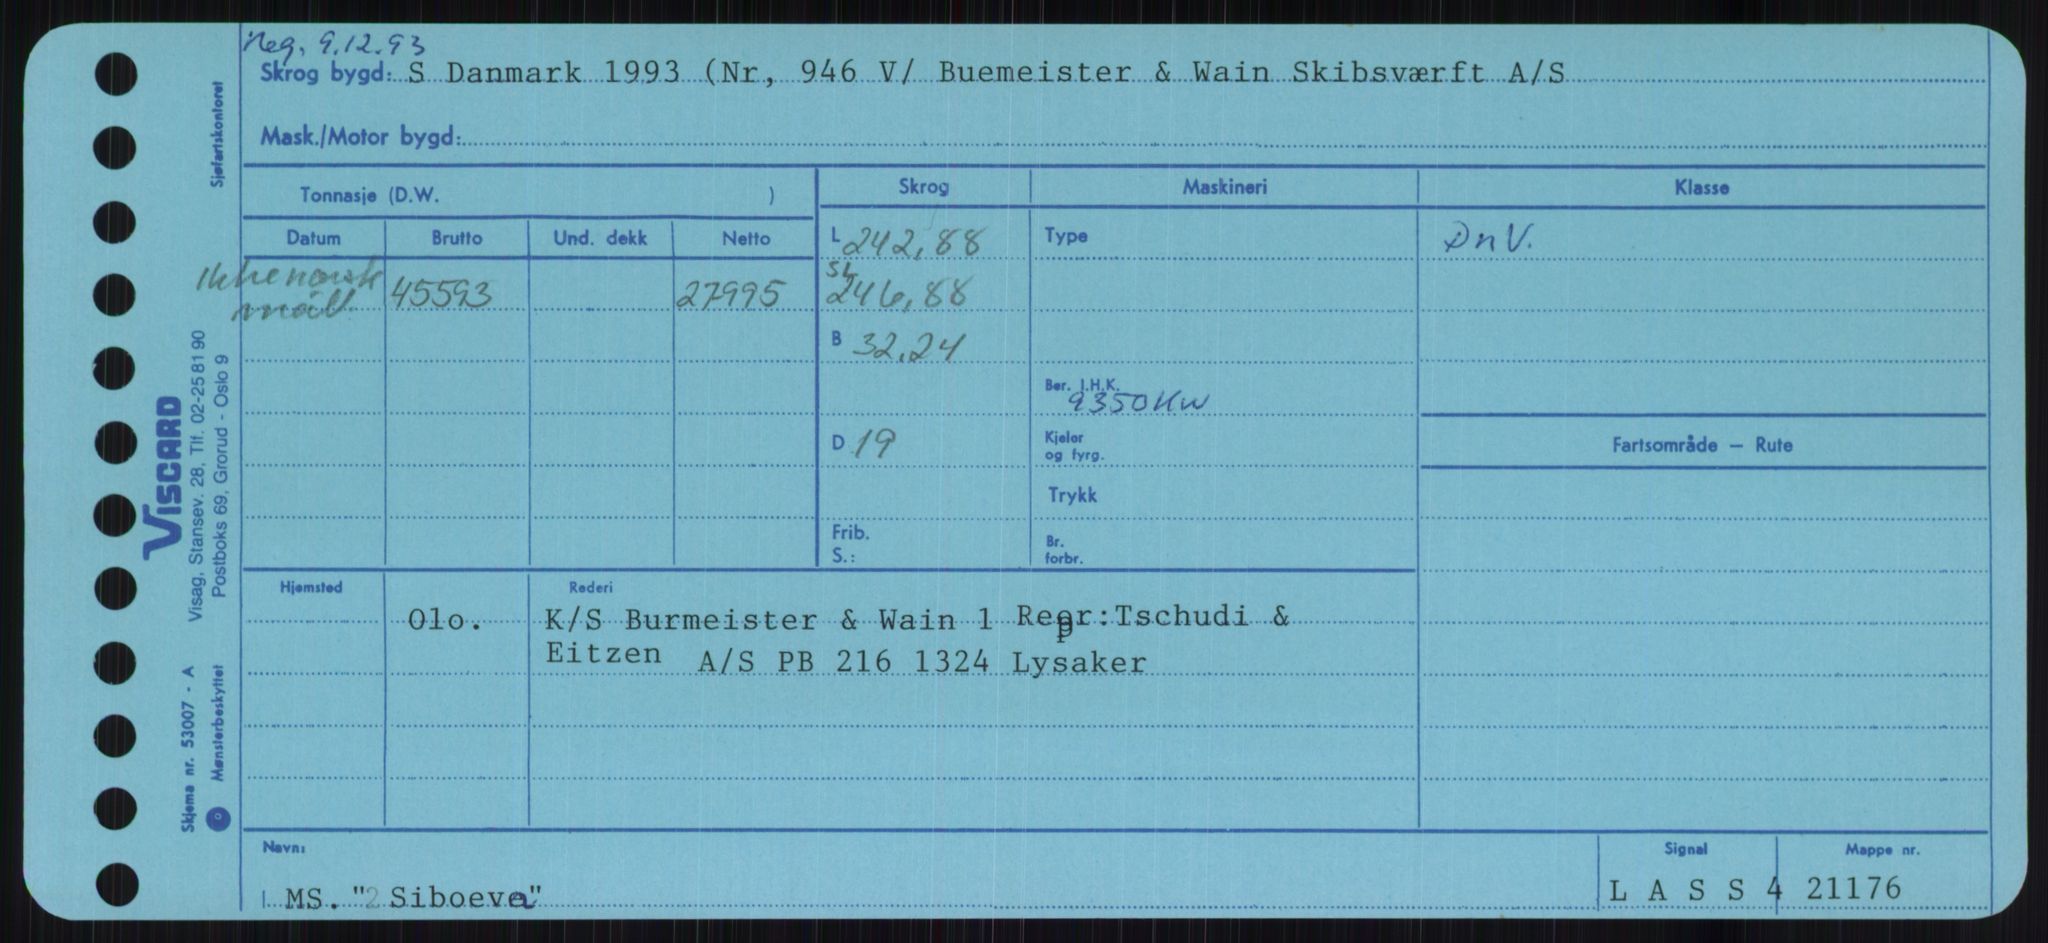 Reg. 9.12.93
Skrog bygd: S Danmark 1993 (Nr, 946 V/ Buemeister & Wain Skibsværft A/S
Mask./Motor bygd:
Tonnasje (D.W. )
Skrog
Maskineri
Klasse
Datum
Brutto
Und. dekk
Netto
L 242,88
Type
DnV.
Ikke norsk
målt
45593
27995
SL
246,88
B 32,24
Ber. I.H.K.
9350 KW
D 19
Kjeler
og fyrg.
Fartsområde — Rute
Trykk
Frib.
S.:
Br.
forbr.
Hjemsted
Rederi
Olo.
K/S Burmeister & Wain 1 Repr:Tschudi &
Eitzen A/S PB 216 1324 Lysaker
Navn:
Signal
Mappe nr.
MS. "2 Siboeva"
L A S S 4
21176
Sjøfartskontoret
VISCARD
Visag, Stansev. 28, Tlf. 02-25 81 90
Postboks 69, Grorud - Oslo 9
Skjema nr. 53007 - A
Mønsterbeskyttet